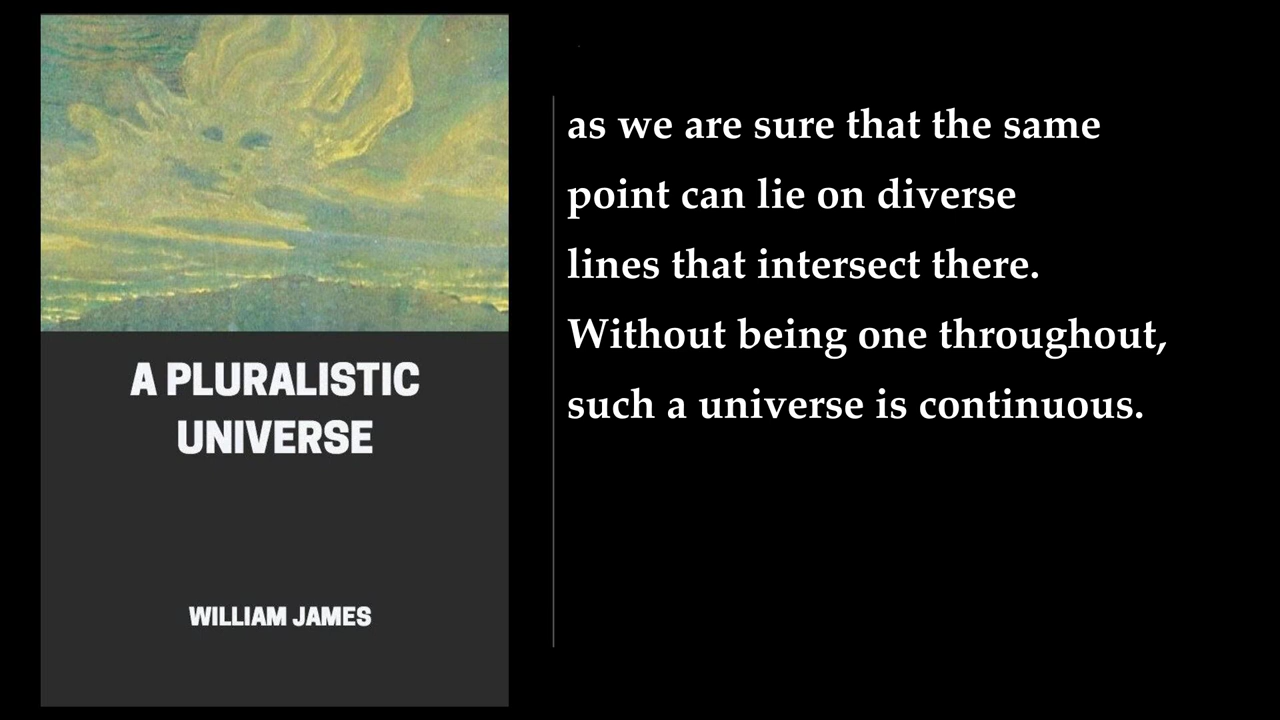 A PLURALISTIC
UNIVERSE
WILLIAM JAMES
as we are sure that the same
point can lie on diverse
lines that intersect there.
Without being one throughout,
such a universe is continuous.